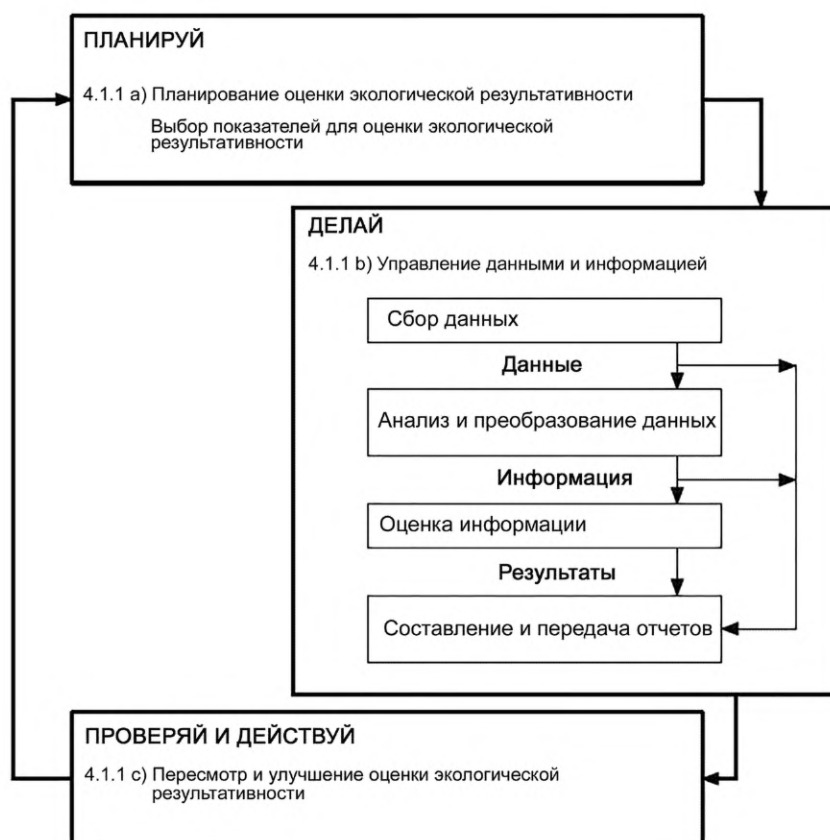 ПЛАНИРУЙ
4.1.1 a) Планирование оценки экологической результативности
Выбор показателей для оценки экологической
результативности
ДЕЛАЙ
4.1.1 b) Управление данными и информацией
Сбор данных
Данные
Анализ и преобразование данных
Информация
Оценка информации
Результаты
Составление и передача отчетов
ПРОВЕРЯЙ И ДЕЙСТВУЙ
4.1.1 c) Пересмотр и улучшение оценки экологической
результативности